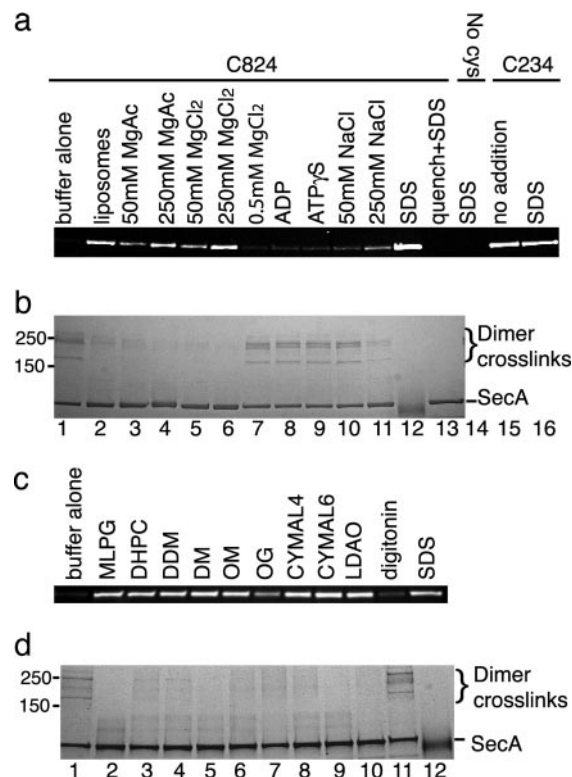 a
C824
No cys
C234
buffer alone
liposomes
50mM MgAc
250mM MgAc
50mM MgCl2
250mM MgCl2
0.5mM MgCl2
ADP
ATPγS
50mM NaCl
250mM NaCl
SDS
quench+SDS
SDS
no addition
SDS
b
250
150
Dimer
crosslinks
SecA
1 2 3 4 5 6 7 8 9 10 11 12 13 14 15 16
c
buffer alone
MLPG
DHPC
DDM
DM
OM
OG
CYMAL4
CYMAL6
LDAO
digitonin
SDS
d
250
150
Dimer
crosslinks
SecA
1 2 3 4 5 6 7 8 9 10 11 12